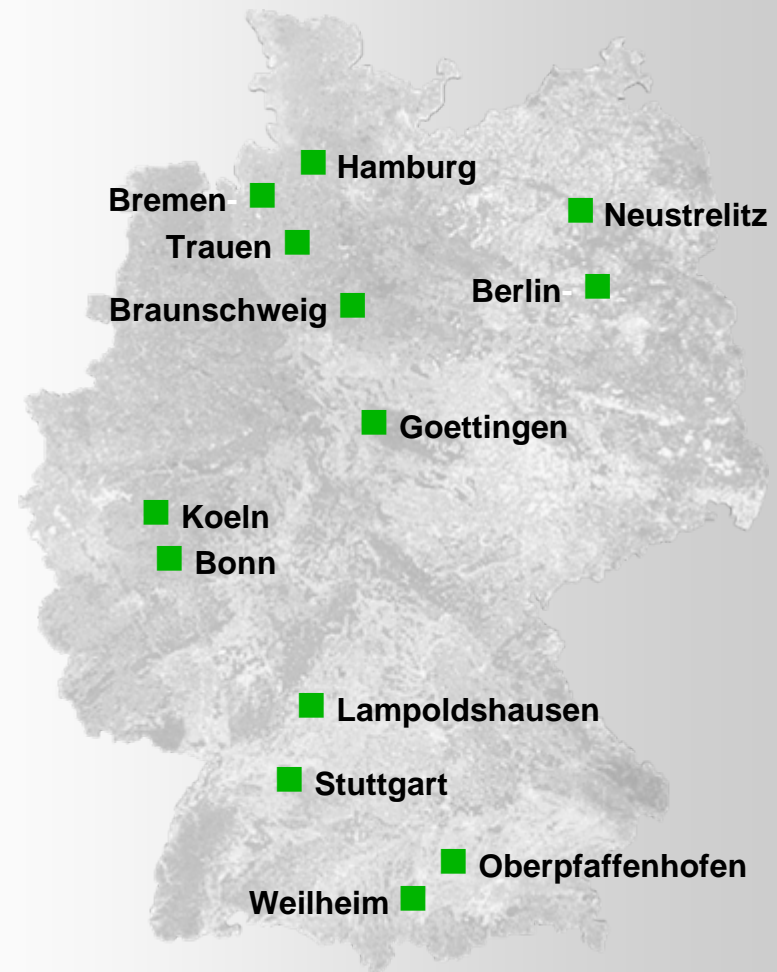 Hamburg
Bremen-
Neustrelitz
Trauen
Berlin-
Braunschweig
Goettingen
Koeln
Bonn
Lampoldshausen
Stuttgart
Oberpfaffenhofen
Weilheim